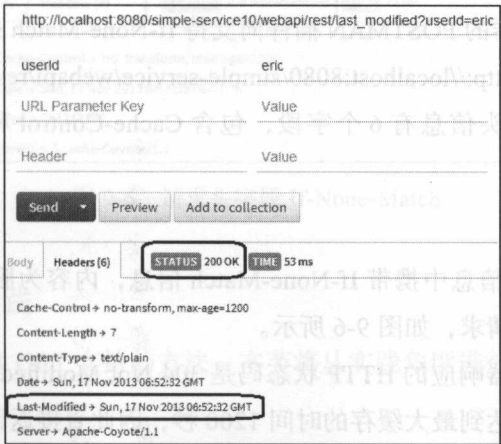 http://localhost:8080/simple-service10/webapi/rest/last_modified?userId=eric
userId eric
URL Parameter Key Value
Header Value
Send Preview Add to collection
Body Headers (6) STATUS 200 OK TIME 53 ms
Cache-Control → no-transform, max-age=1200
Content-Length → 7
Content-Type → text/plain
Date → Sun, 17 Nov 2013 06:52:32 GMT
Last-Modified → Sun, 17 Nov 2013 06:52:32 GMT
Server → Apache-Coyote/1.1